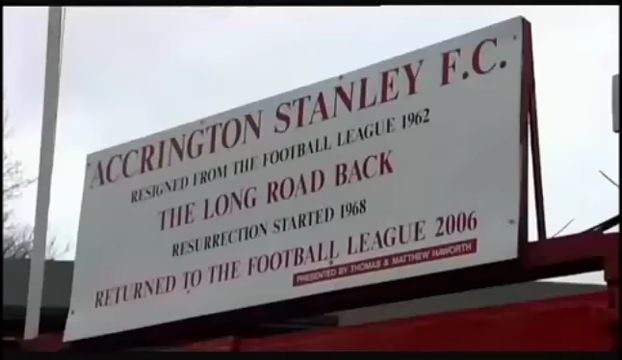 ACCRINGTON STANLEY F.C.
RESIGNED FROM THE FOOTBALL LEAGUE 1962
THE LONG ROAD BACK
RESURRECTION STARTED 1968
RETURNED TO THE FOOTBALL LEAGUE 2006
PRESENTED BY THOMAS & MATTHEW HAWORTH